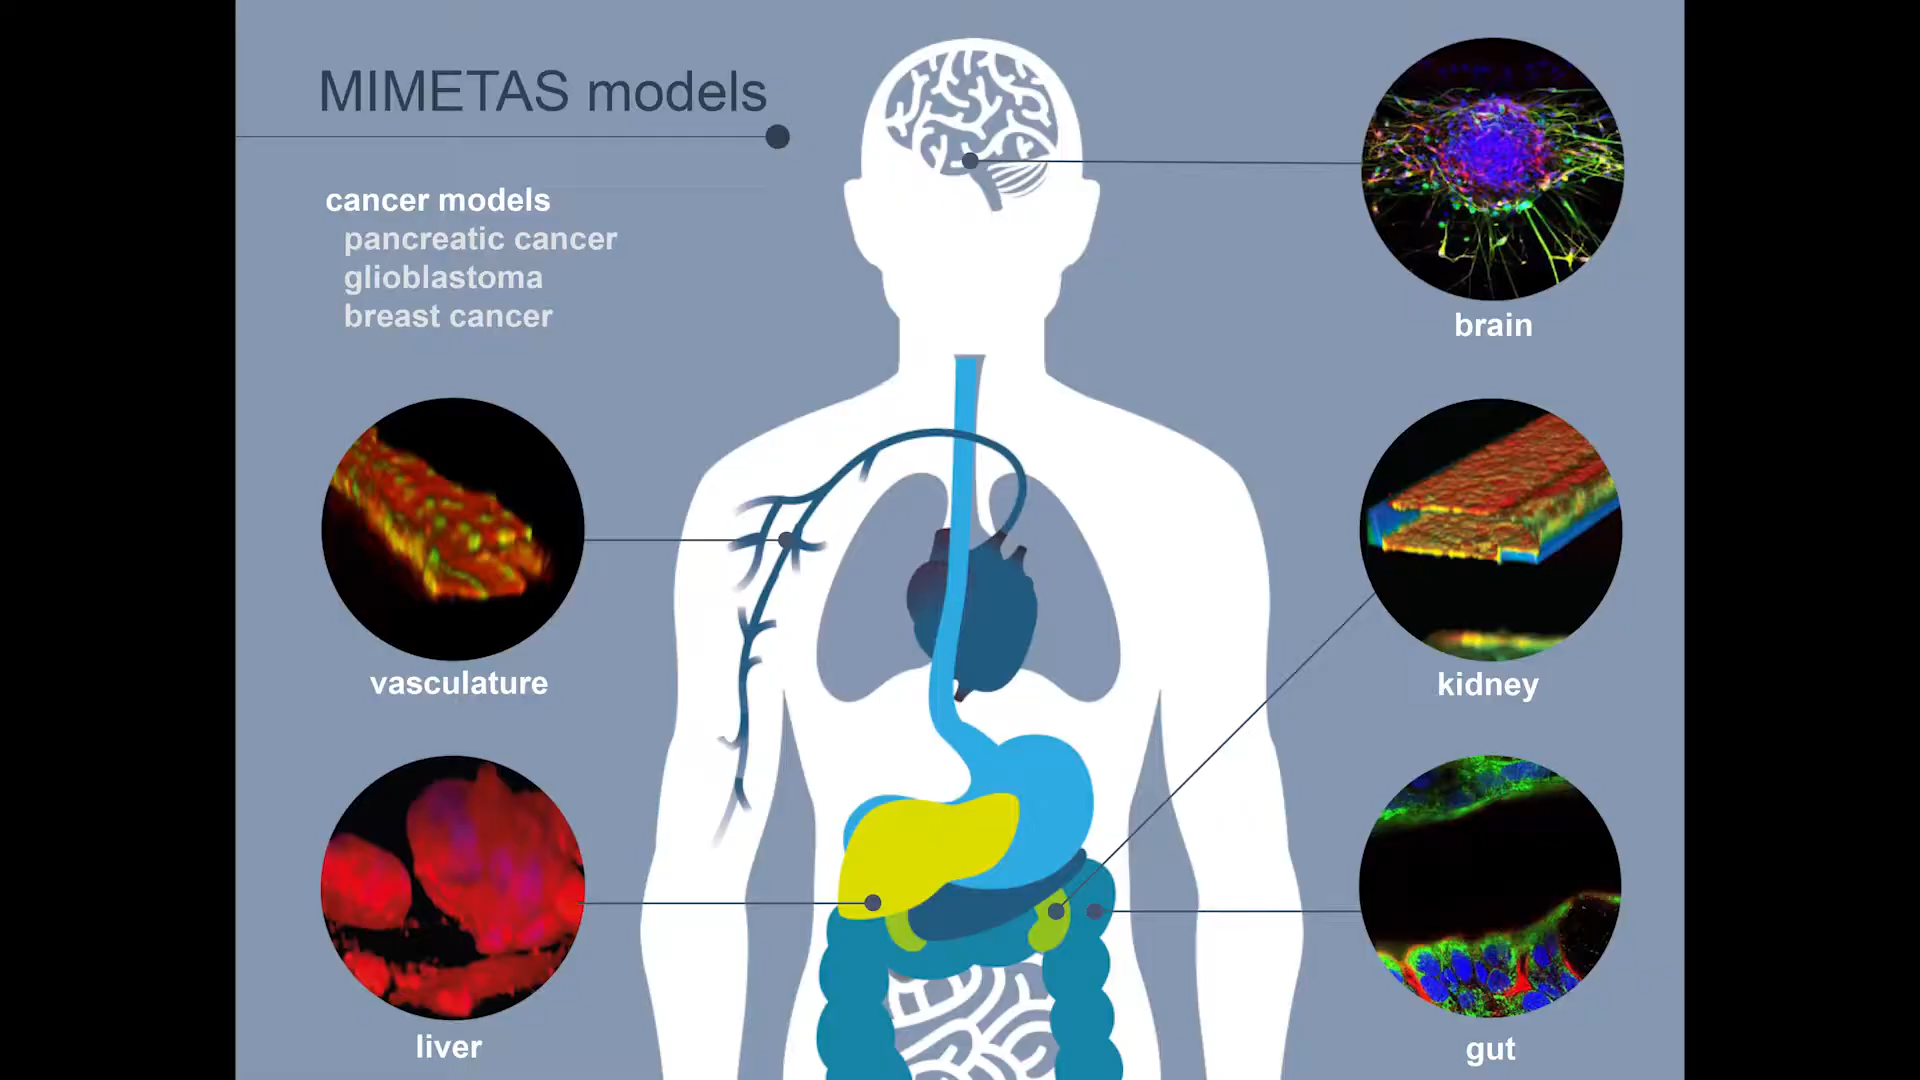 MIMETAS models
cancer models
pancreatic cancer
glioblastoma
breast cancer
brain
vasculature
kidney
liver
gut